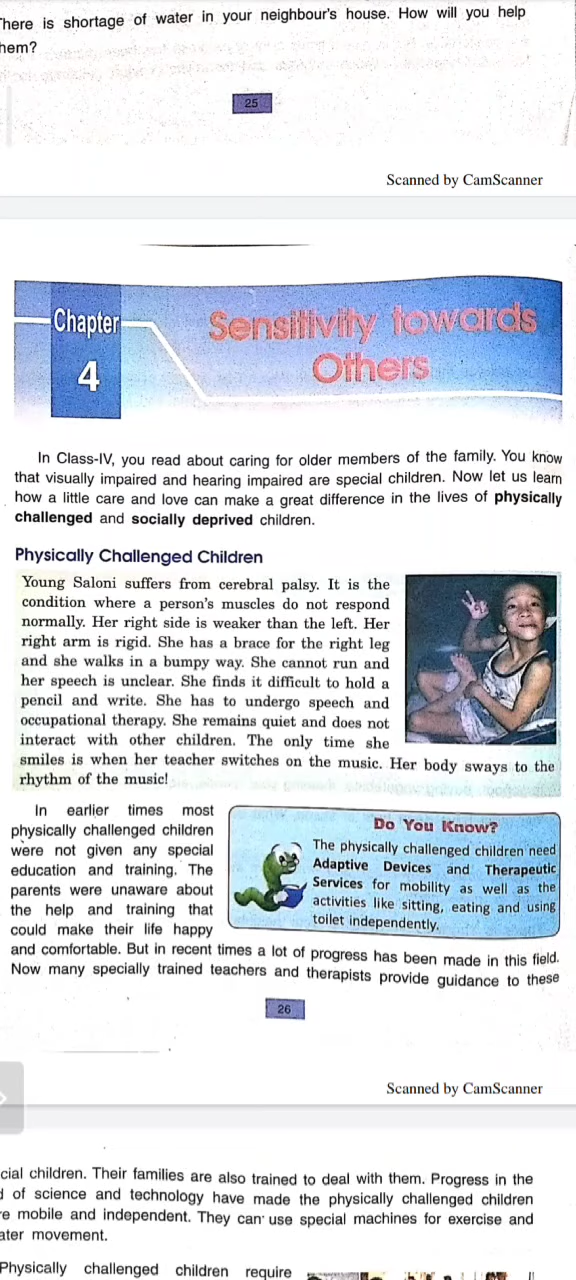 There is shortage of water in your neighbour's house. How will you help
hem?
25
Scanned by CamScanner
Chapter
4
Sensitivity towards
Others
In Class-IV, you read about caring for older members of the family. You know
that visually impaired and hearing impaired are special children. Now let us learn
how a little care and love can make a great difference in the lives of physically
challenged and socially deprived children.
Physically Challenged Children
Young Saloni suffers from cerebral palsy. It is the
condition where a person's muscles do not respond
normally. Her right side is weaker than the left. Her
right arm is rigid. She has a brace for the right leg
and she walks in a bumpy way. She cannot run and
her speech is unclear. She finds it difficult to hold a
pencil and write. She has to undergo speech and
occupational therapy. She remains quiet and does not
interact with other children. The only time she
smiles is when her teacher switches on the music. Her body sways to the
rhythm of the music!
In earlier times most
physically challenged children
were not given any special
education and training. The
parents were unaware about
the help and training that
could make their life happy
Do You Know?
The physically challenged children need
Adaptive Devices and Therapeutic
Services for mobility as well as the
activities like sitting, eating and using
toilet independently.
and comfortable. But in recent times a lot of progress has been made in this field.
Now many specially trained teachers and therapists provide guidance to these
26
Scanned by CamScanner
cial children. Their families are also trained to deal with them. Progress in the
of science and technology have made the physically challenged children
re mobile and independent. They can use special machines for exercise and
ater movement.
Physically challenged children require